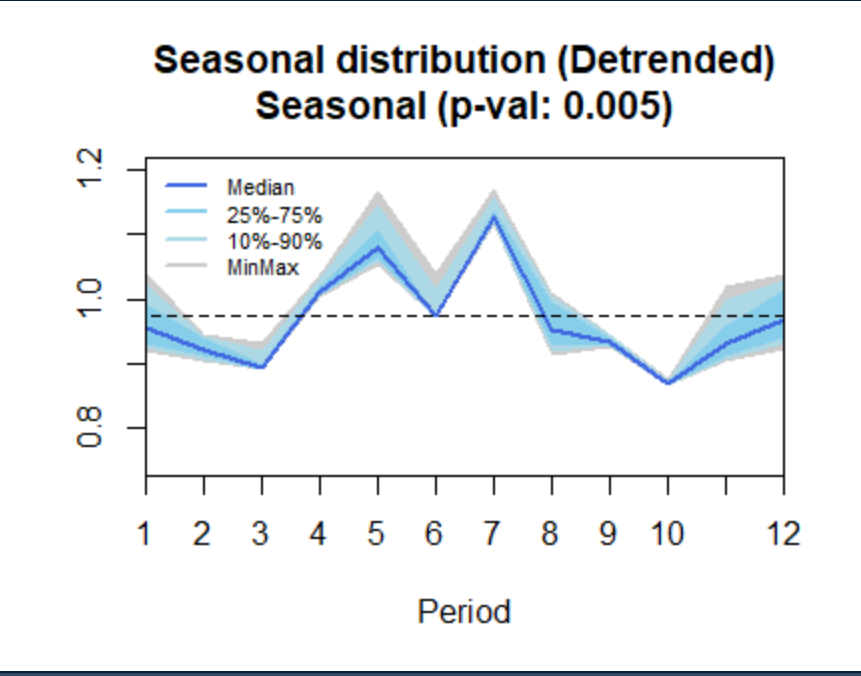 Seasonal distribution (Detrended)
Seasonal (p-val: 0.005)
1.2
1.0
0.8
Median
25%-75%
10%-90%
MinMax
1 2 3 4 5 6 7 8 9 10 12
Period